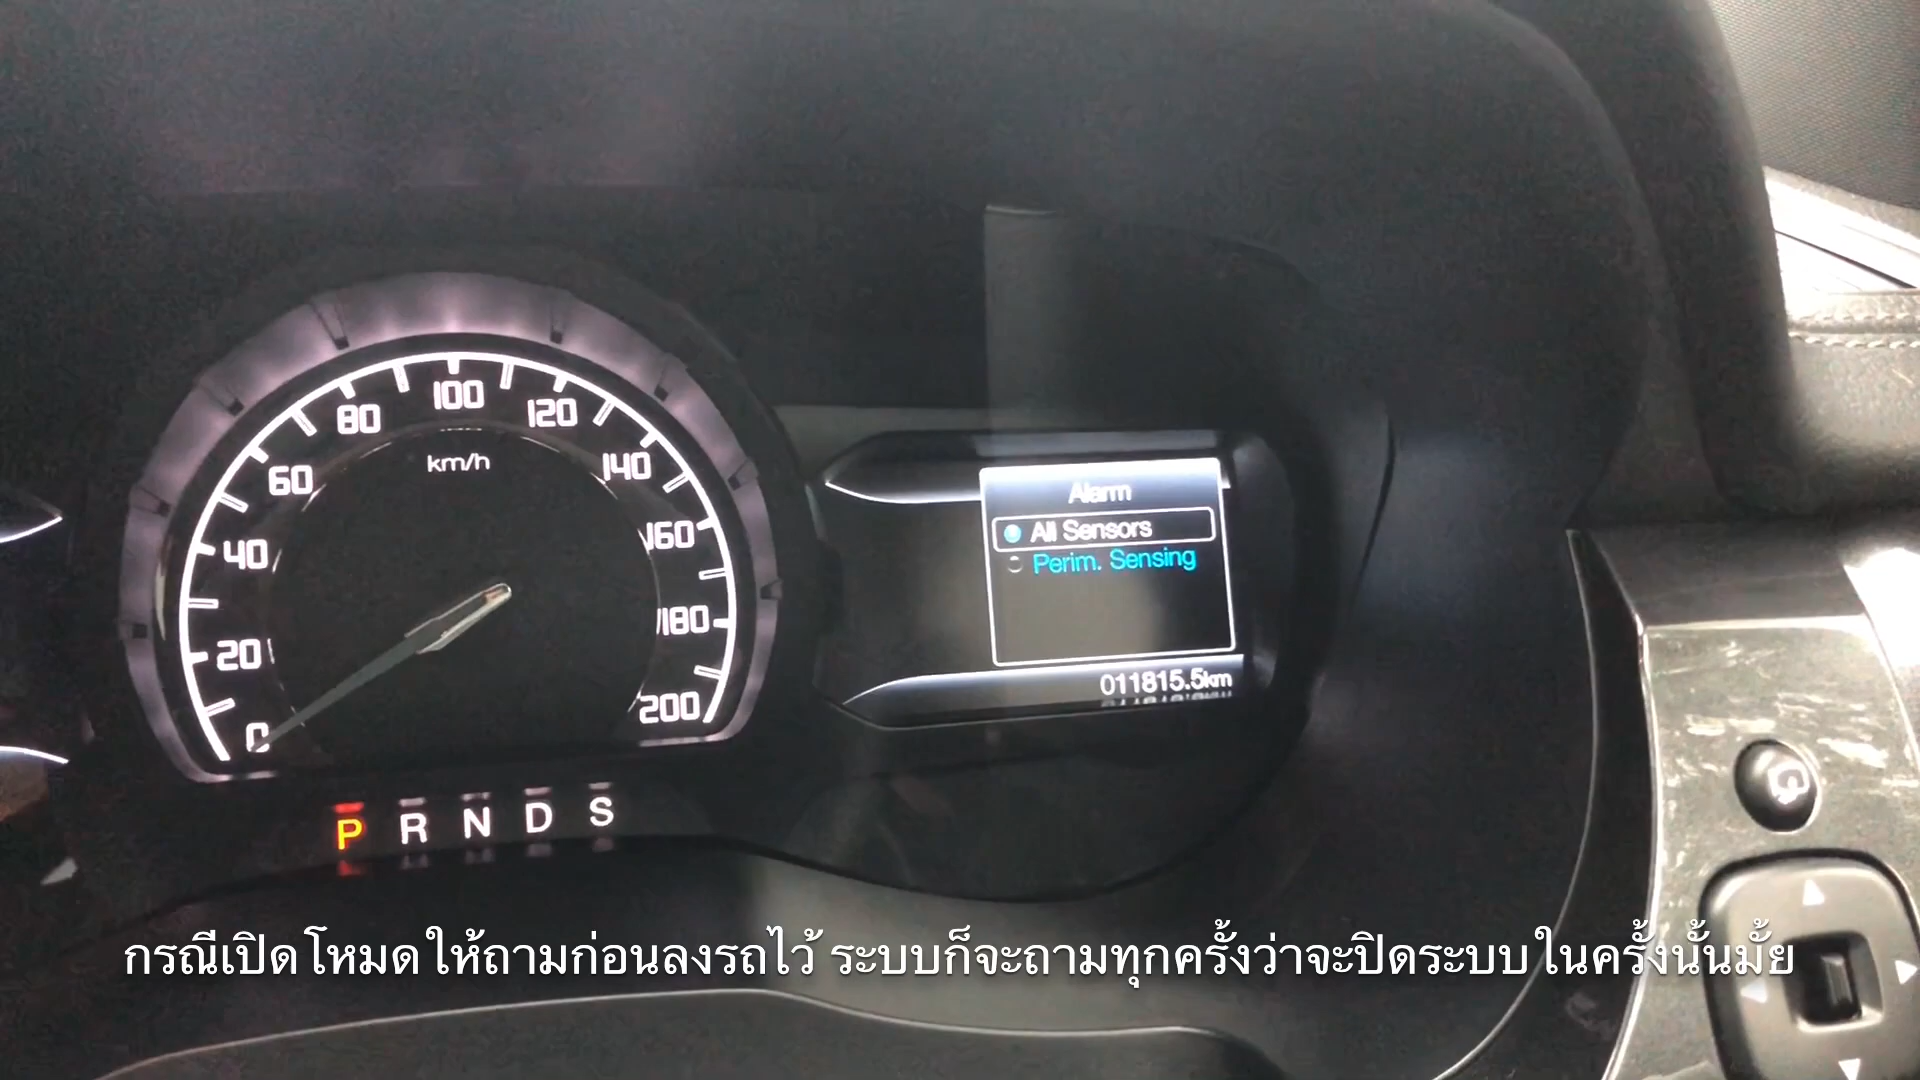 0
20
40
60
80
100
120
140
160
180
200
km/h
Alarm
All Sensors
Perim. Sensing
011815.5km
P R N D S
กรณีเปิดโหมดให้ถามก่อนลงรถไว้ ระบบก็จะถามทุกครั้งว่าจะปิดระบบในครั้งนั้นมั้ย